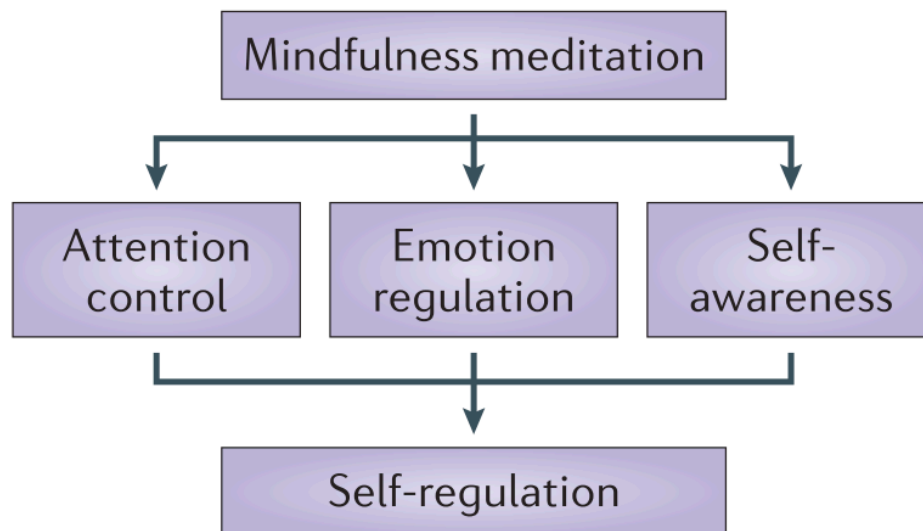 Mindfulness meditation
Attention
control
Emotion
regulation
Self-
awareness
Self-regulation